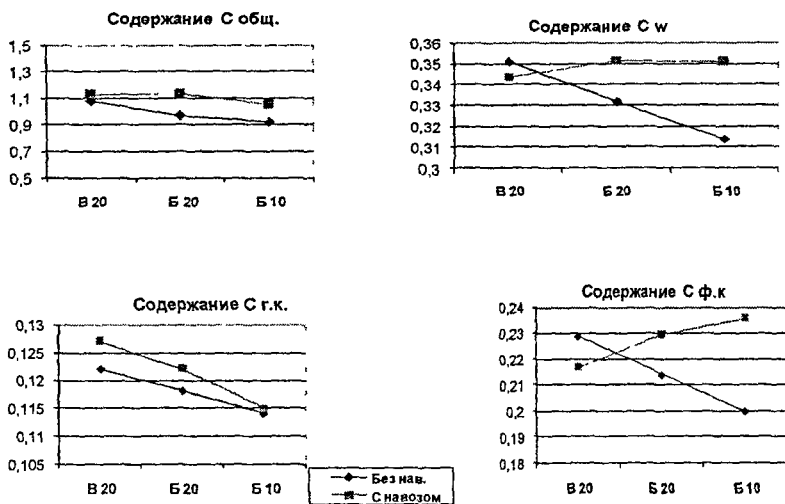 Содержание С общ.
1,5
1,3
1,1
0,9
0,7
0,5
В 20 Б 20 Б 10
Содержание С w
0,36
0,35
0,34
0,33
0,32
0,31
0,3
В 20 Б 20 Б 10
Содержание С г.к.
0,13
0,125
0,12
0,115
0,11
0,105
В 20 Б 20 Б 10
Содержание С ф.к
0,24
0,23
0,22
0,21
0,2
0,19
0,18
В 20 Б 20 Б 10
Без нав.
С навозом